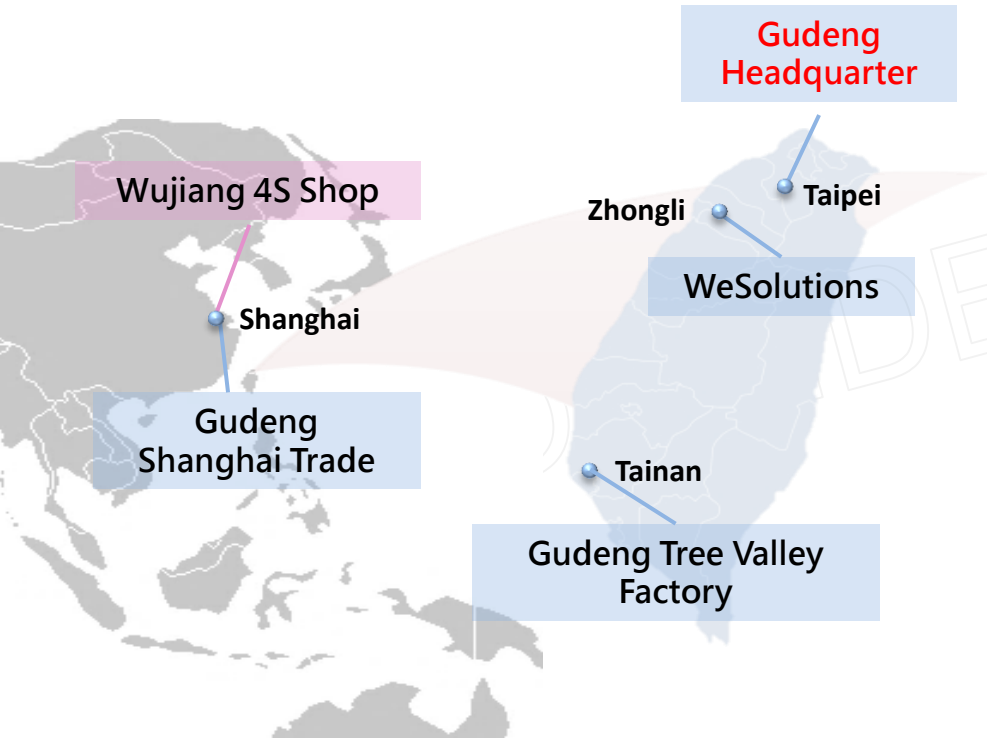 Gudeng
Headquarter
Wujiang 4S Shop
Zhongli
Taipei
WeSolutions
Shanghai
Gudeng
Shanghai Trade
Tainan
Gudeng Tree Valley
Factory